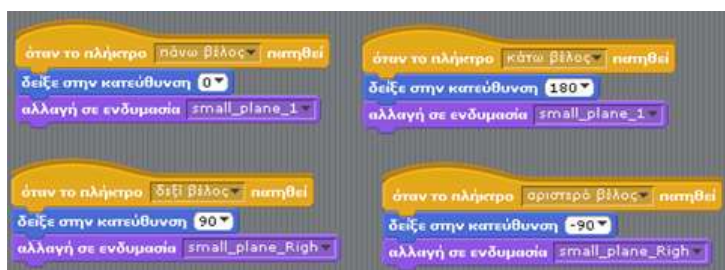 όταν το πλήκτρο πάνω βέλος πατηθεί
δείξε στην κατεύθυνση 0
αλλαγή σε ενδυμασία small_plane_1
όταν το πλήκτρο κάτω βέλος πατηθεί
δείξε στην κατεύθυνση 180
αλλαγή σε ενδυμασία small_plane_1
όταν το πλήκτρο δεξί βέλος πατηθεί
δείξε στην κατεύθυνση 90
αλλαγή σε ενδυμασία small_plane_Righ
όταν το πλήκτρο αριστερό βέλος πατηθεί
δείξε στην κατεύθυνση -90
αλλαγή σε ενδυμασία small_plane_Righ